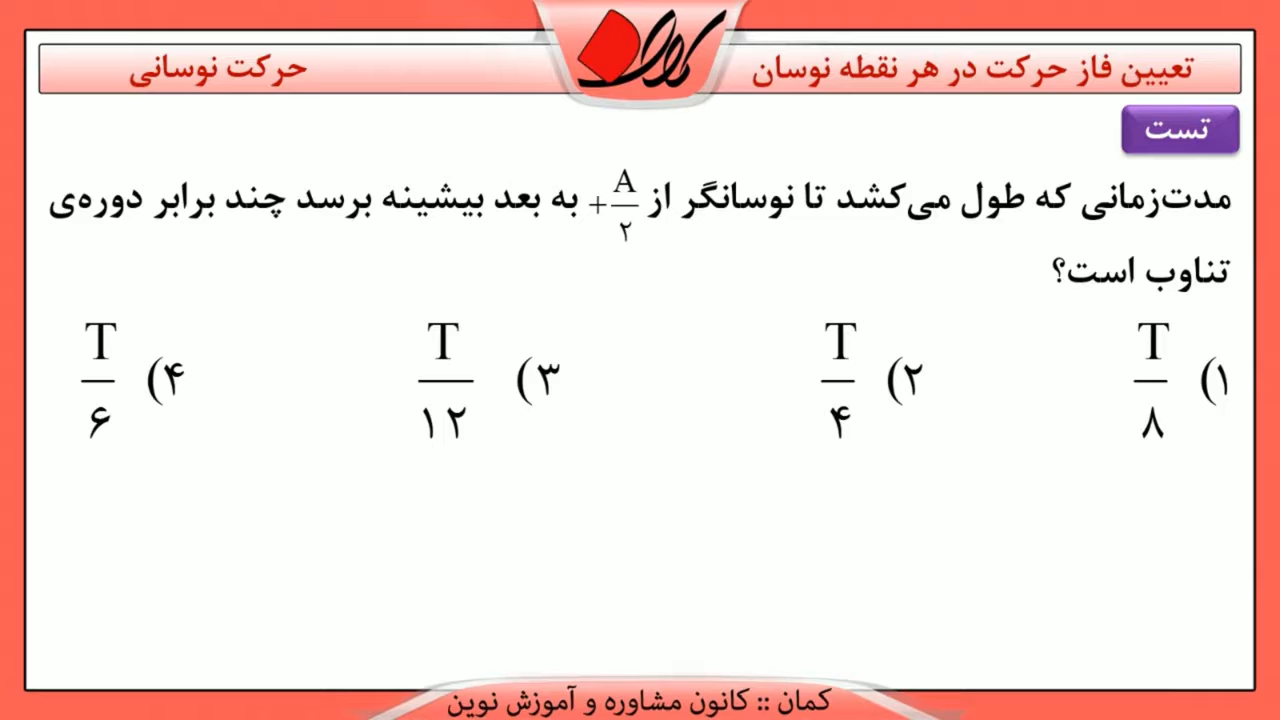 تعیین فاز حرکت در هر نقطه نوسان
کمان
حرکت نوسانی
تست
مدت‌زمانی که طول می‌کشد تا نوسانگر از +A/۲ به بعد بیشینه برسد چند برابر دوره‌ی
تناوب است؟
۱) T/۸ ۲) T/۴ ۳) T/۱۲ ۴) T/۶
کمان :: کانون مشاوره و آموزش نوین